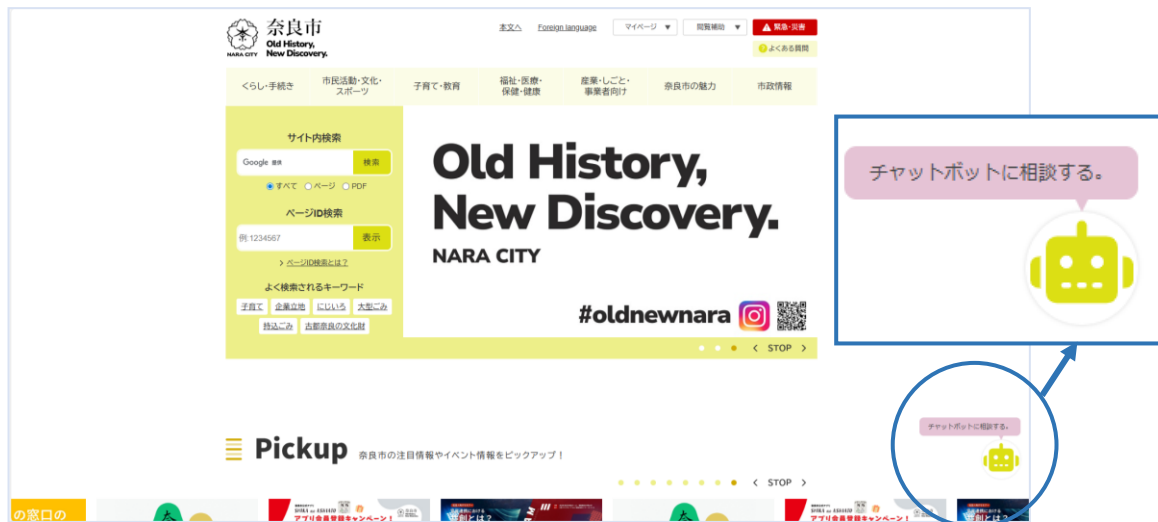 奈良市
Old History,
New Discovery.
NARA CITY
本文へ
Foreign language
マイページ ▼
閲覧補助 ▼
緊急・災害
よくある質問
くらし・手続き
市民活動・文化・
スポーツ
子育て・教育
福祉・医療・
保健・健康
産業・しごと・
事業者向け
奈良市の魅力
市政情報
サイト内検索
Google 提供
検索
すべて ページ PDF
ページID検索
例:1234567
表示
> ページID検索とは?
よく検索されるキーワード
子育て 企業立地 にじいろ 大型ごみ
持込ごみ 古都奈良の文化財
Old History,
New Discovery.
NARA CITY
#oldnewnara
< STOP >
チャットボットに相談する。
チャットボットに相談する。
Pickup 奈良市の注目情報やイベント情報をピックアップ!
< STOP >
の窓口の
アプリ会員登録キャンペーン!
共創とは?
アプリ会員登録キャンペーン!